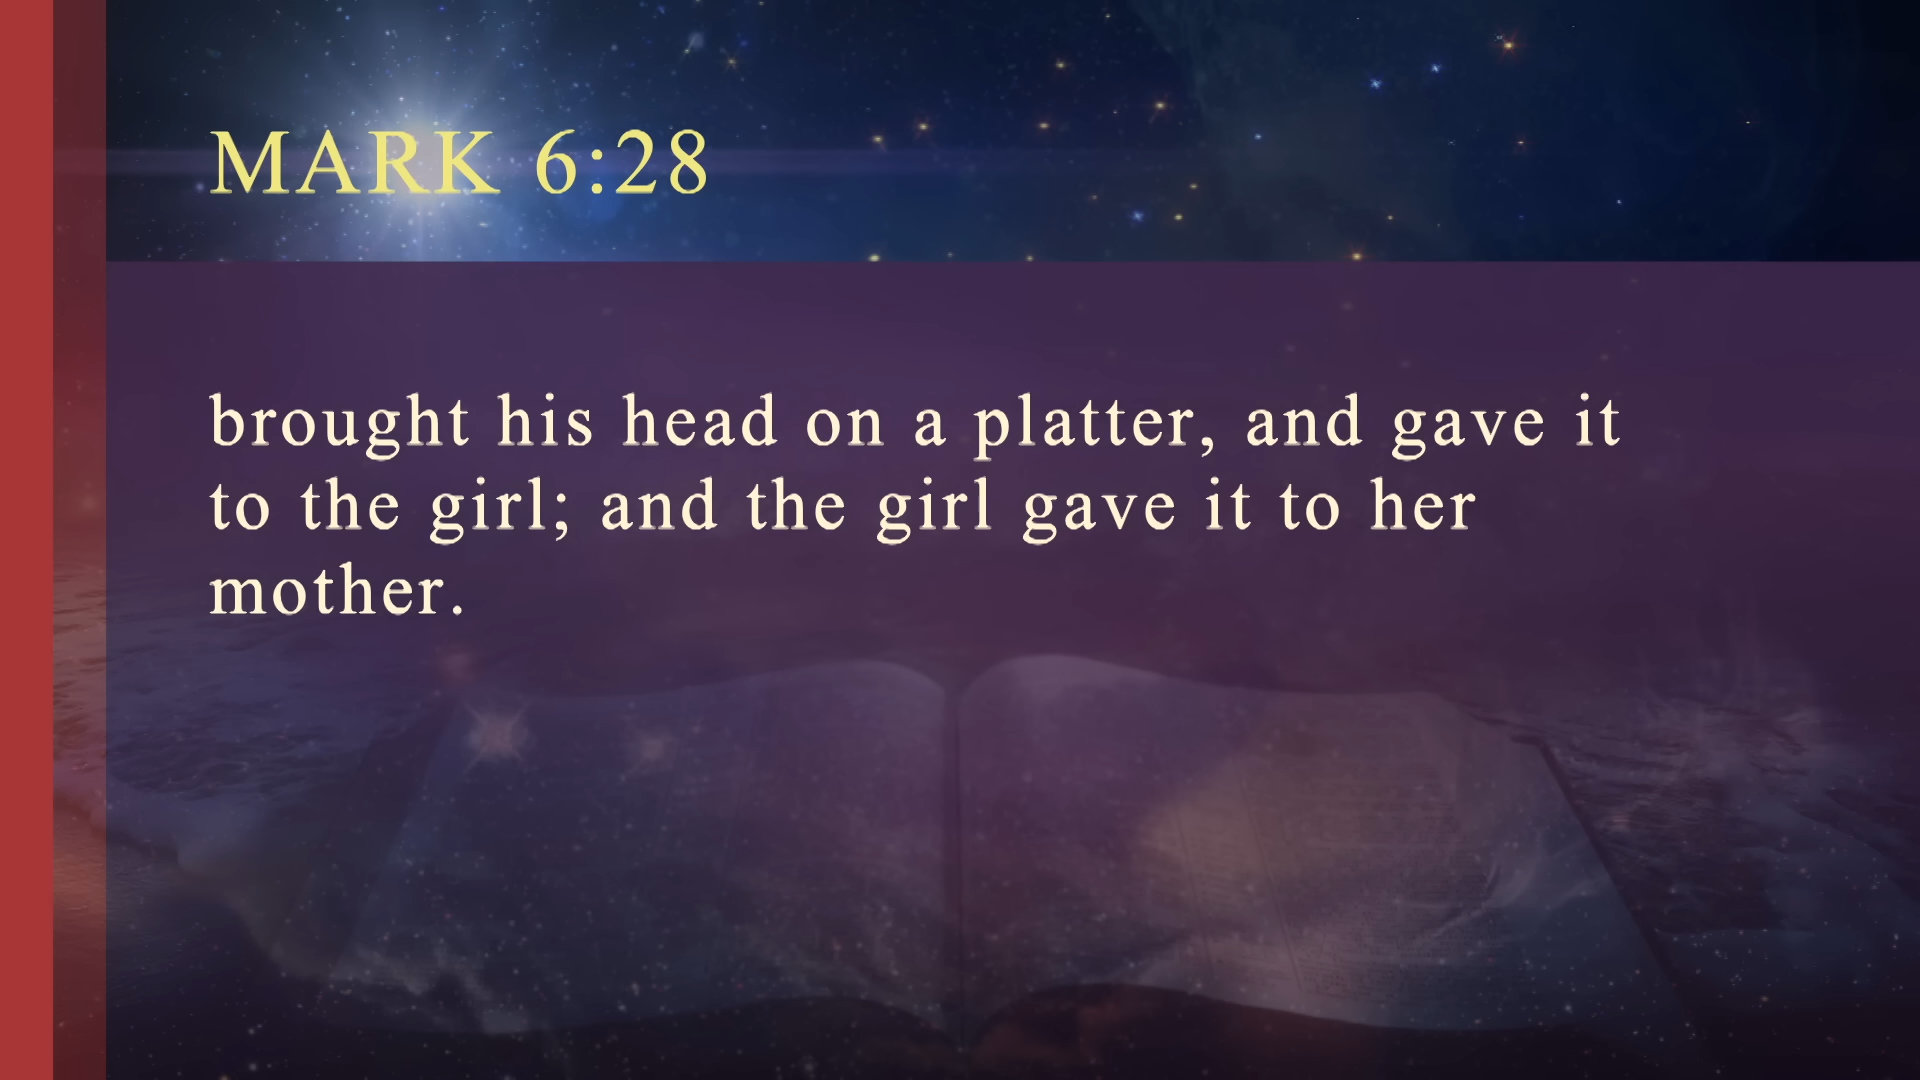 MARK 6:28
brought his head on a platter, and gave it
to the girl; and the girl gave it to her
mother.